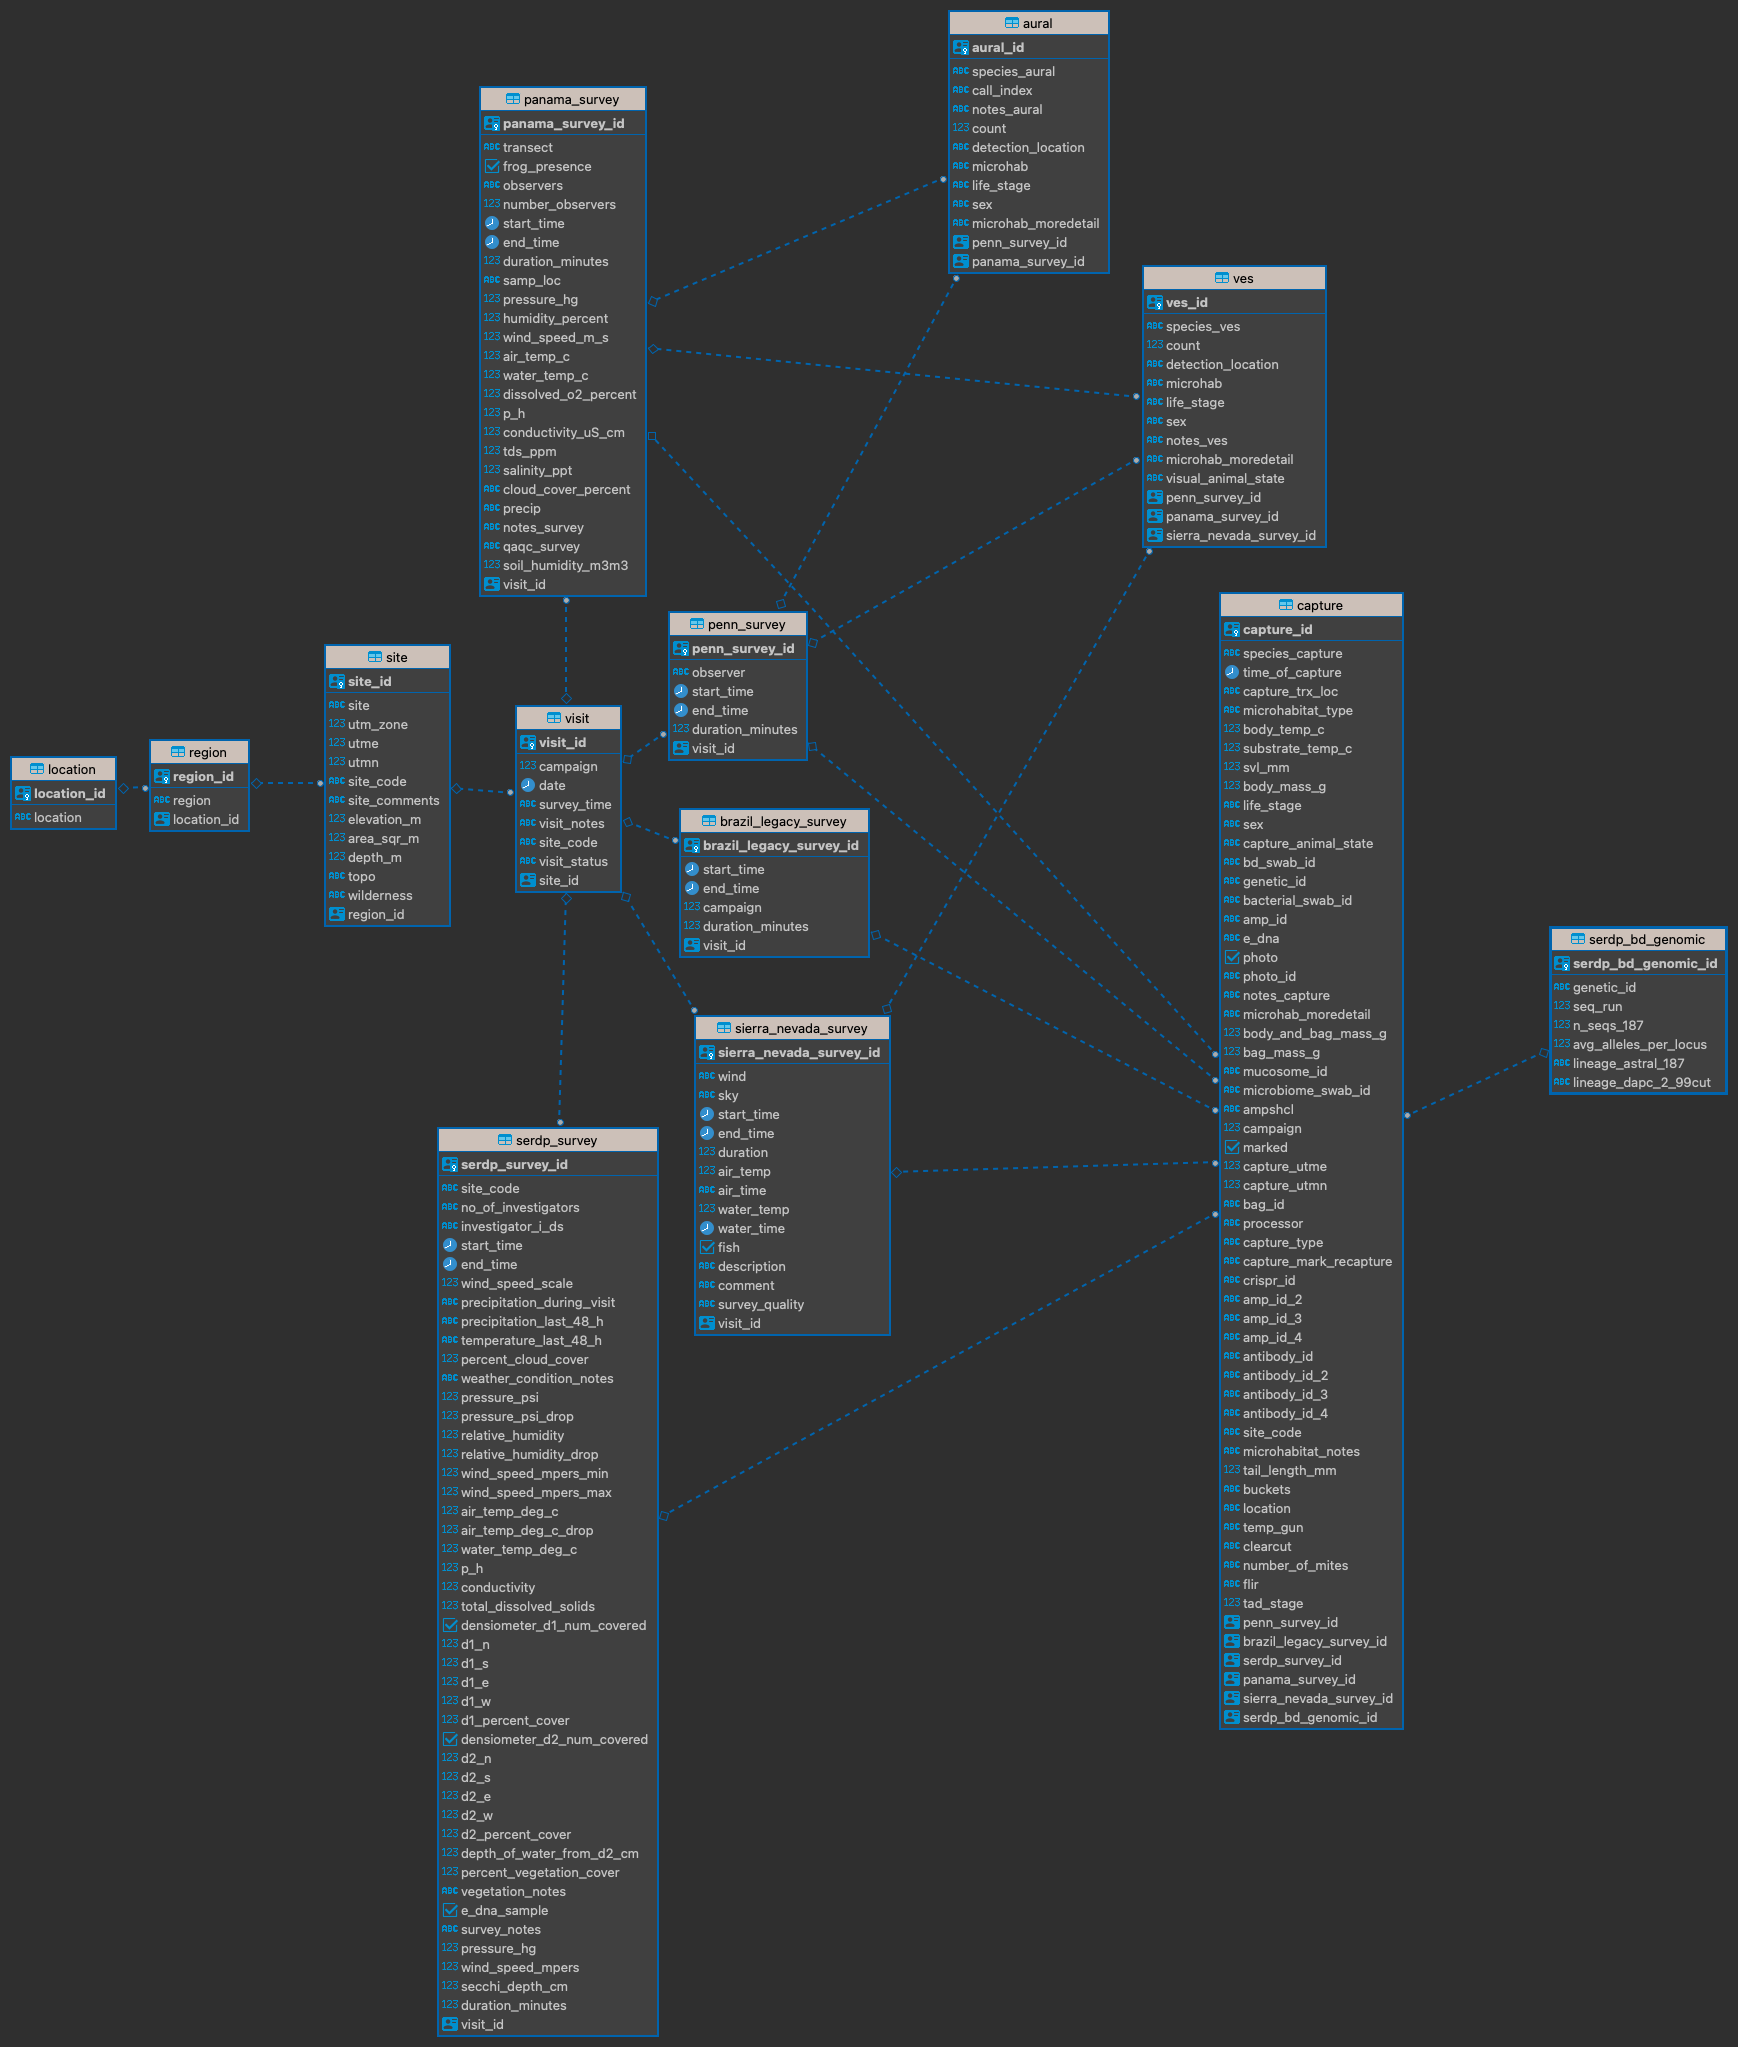 aural
aural_id
species_aural
call_index
notes_aural
count
detection_location
microhab
life_stage
sex
microhab_moredetail
penn_survey_id
panama_survey_id
panama_survey
panama_survey_id
transect
frog_presence
observers
number_observers
start_time
end_time
duration_minutes
samp_loc
pressure_hg
humidity_percent
wind_speed_m_s
air_temp_c
water_temp_c
dissolved_o2_percent
p_h
conductivity_uS_cm
tds_ppm
salinity_ppt
cloud_cover_percent
precip
notes_survey
qaqc_survey
soil_humidity_m3m3
visit_id
ves
ves_id
species_ves
count
detection_location
microhab
life_stage
sex
notes_ves
microhab_moredetail
visual_animal_state
penn_survey_id
panama_survey_id
sierra_nevada_survey_id
location
location_id
location
region
region_id
region
location_id
site
site_id
site
utm_zone
utme
utmn
site_code
site_comments
elevation_m
area_sqr_m
depth_m
topo
wilderness
region_id
visit
visit_id
campaign
date
survey_time
visit_notes
site_code
visit_status
site_id
penn_survey
penn_survey_id
observer
start_time
end_time
duration_minutes
visit_id
brazil_legacy_survey
brazil_legacy_survey_id
start_time
end_time
campaign
duration_minutes
visit_id
sierra_nevada_survey
sierra_nevada_survey_id
wind
sky
start_time
end_time
duration
air_temp
air_time
water_temp
water_time
fish
description
comment
survey_quality
visit_id
serdp_survey
serdp_survey_id
site_code
no_of_investigators
investigator_i_ds
start_time
end_time
wind_speed_scale
precipitation_during_visit
precipitation_last_48_h
temperature_last_48_h
percent_cloud_cover
weather_condition_notes
pressure_psi
pressure_psi_drop
relative_humidity
relative_humidity_drop
wind_speed_mpers_min
wind_speed_mpers_max
air_temp_deg_c
air_temp_deg_c_drop
water_temp_deg_c
p_h
conductivity
total_dissolved_solids
densiometer_d1_num_covered
d1_n
d1_s
d1_e
d1_w
d1_percent_cover
densiometer_d2_num_covered
d2_n
d2_s
d2_e
d2_w
d2_percent_cover
depth_of_water_from_d2_cm
percent_vegetation_cover
vegetation_notes
e_dna_sample
survey_notes
pressure_hg
wind_speed_mpers
secchi_depth_cm
duration_minutes
visit_id
capture
capture_id
species_capture
time_of_capture
capture_trx_loc
microhabitat_type
body_temp_c
substrate_temp_c
svl_mm
body_mass_g
life_stage
sex
capture_animal_state
bd_swab_id
genetic_id
bacterial_swab_id
amp_id
e_dna
photo
photo_id
notes_capture
microhab_moredetail
body_and_bag_mass_g
bag_mass_g
mucosome_id
microbiome_swab_id
ampshcl
campaign
marked
capture_utme
capture_utmn
bag_id
processor
capture_type
capture_mark_recapture
crispr_id
amp_id_2
amp_id_3
amp_id_4
antibody_id
antibody_id_2
antibody_id_3
antibody_id_4
site_code
microhabitat_notes
tail_length_mm
buckets
location
temp_gun
clearcut
number_of_mites
flir
tad_stage
penn_survey_id
brazil_legacy_survey_id
serdp_survey_id
panama_survey_id
sierra_nevada_survey_id
serdp_bd_genomic_id
serdp_bd_genomic
serdp_bd_genomic_id
genetic_id
seq_run
n_seqs_187
avg_alleles_per_locus
lineage_astral_187
lineage_dapc_2_99cut